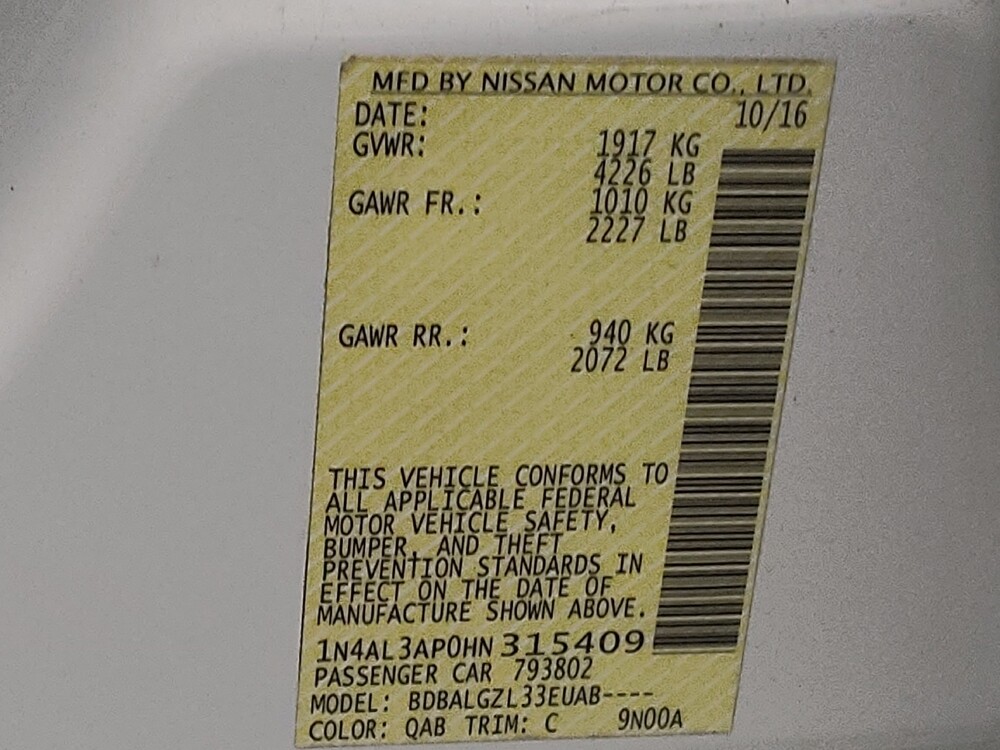 MFD BY NISSAN MOTOR CO., LTD.
DATE: 10/16
GVWR: 1917 KG
4226 LB
GAWR FR.: 1010 KG
2227 LB
GAWR RR.: 940 KG
2072 LB
THIS VEHICLE CONFORMS TO
ALL APPLICABLE FEDERAL
MOTOR VEHICLE SAFETY,
BUMPER, AND THEFT
PREVENTION STANDARDS IN
EFFECT ON THE DATE OF
MANUFACTURE SHOWN ABOVE.
1N4AL3AP0HN315409
PASSENGER CAR 793802
MODEL: BDBALGZL33EUAB----
COLOR: QAB TRIM: C 9N00A